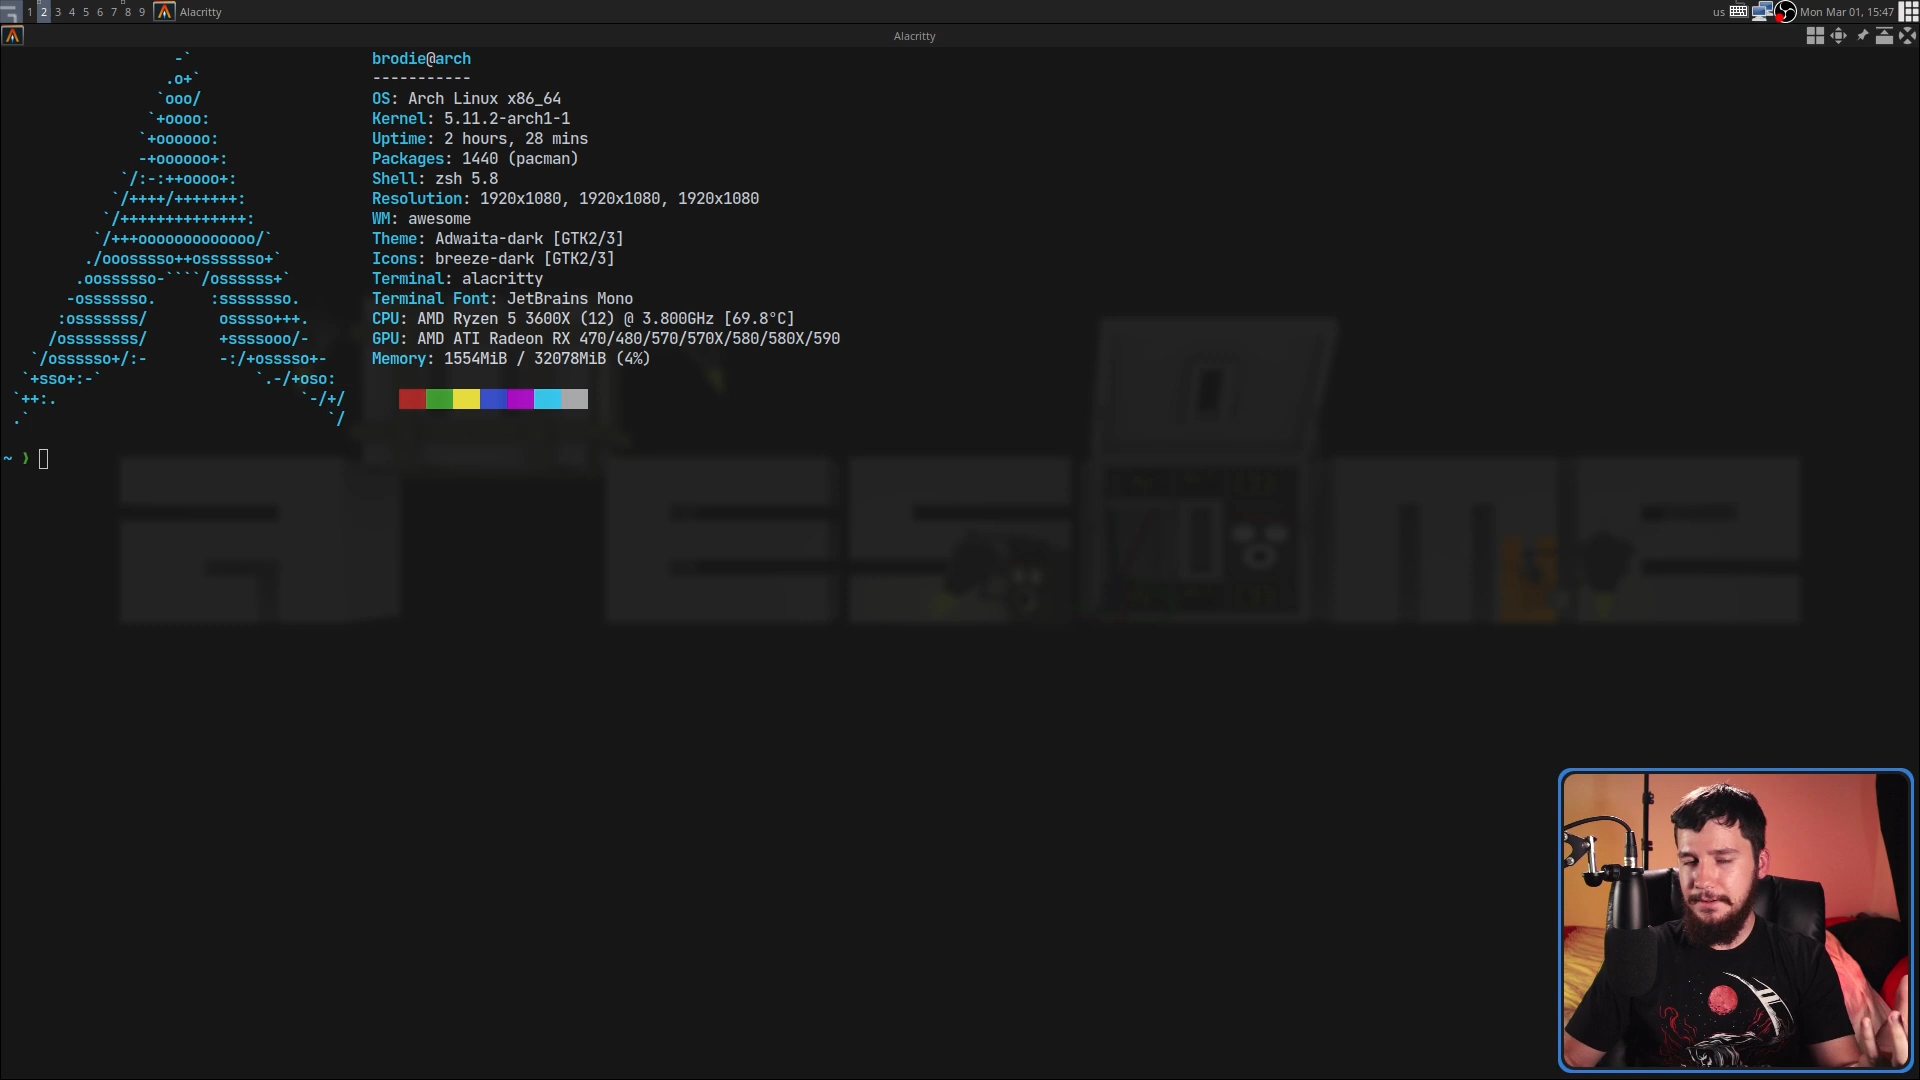 1 2 3 4 5 6 7 8 9 Alacritty
us Mon Mar 01, 15:47
Alacritty
brodie@arch
-----------
OS: Arch Linux x86_64
Kernel: 5.11.2-arch1-1
Uptime: 2 hours, 28 mins
Packages: 1440 (pacman)
Shell: zsh 5.8
Resolution: 1920x1080, 1920x1080, 1920x1080
WM: awesome
Theme: Adwaita-dark [GTK2/3]
Icons: breeze-dark [GTK2/3]
Terminal: alacritty
Terminal Font: JetBrains Mono
CPU: AMD Ryzen 5 3600X (12) @ 3.800GHz [69.8°C]
GPU: AMD ATI Radeon RX 470/480/570/570X/580/580X/590
Memory: 1554MiB / 32078MiB (4%)
~ ❯